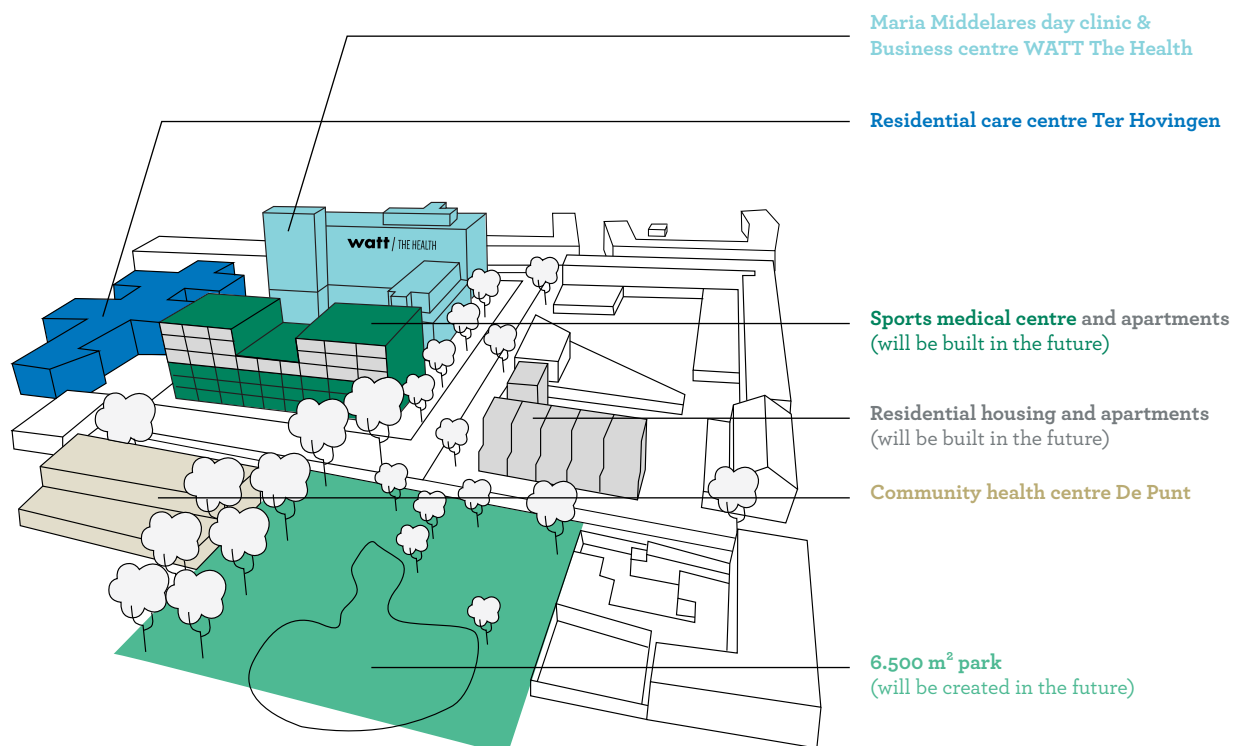 Maria Middelares day clinic &
Business centre WATT The Health
Residential care centre Ter Hovingen
watt / THE HEALTH
Sports medical centre and apartments
(will be built in the future)
Residential housing and apartments
(will be built in the future)
Community health centre De Punt
6.500 m² park
(will be created in the future)